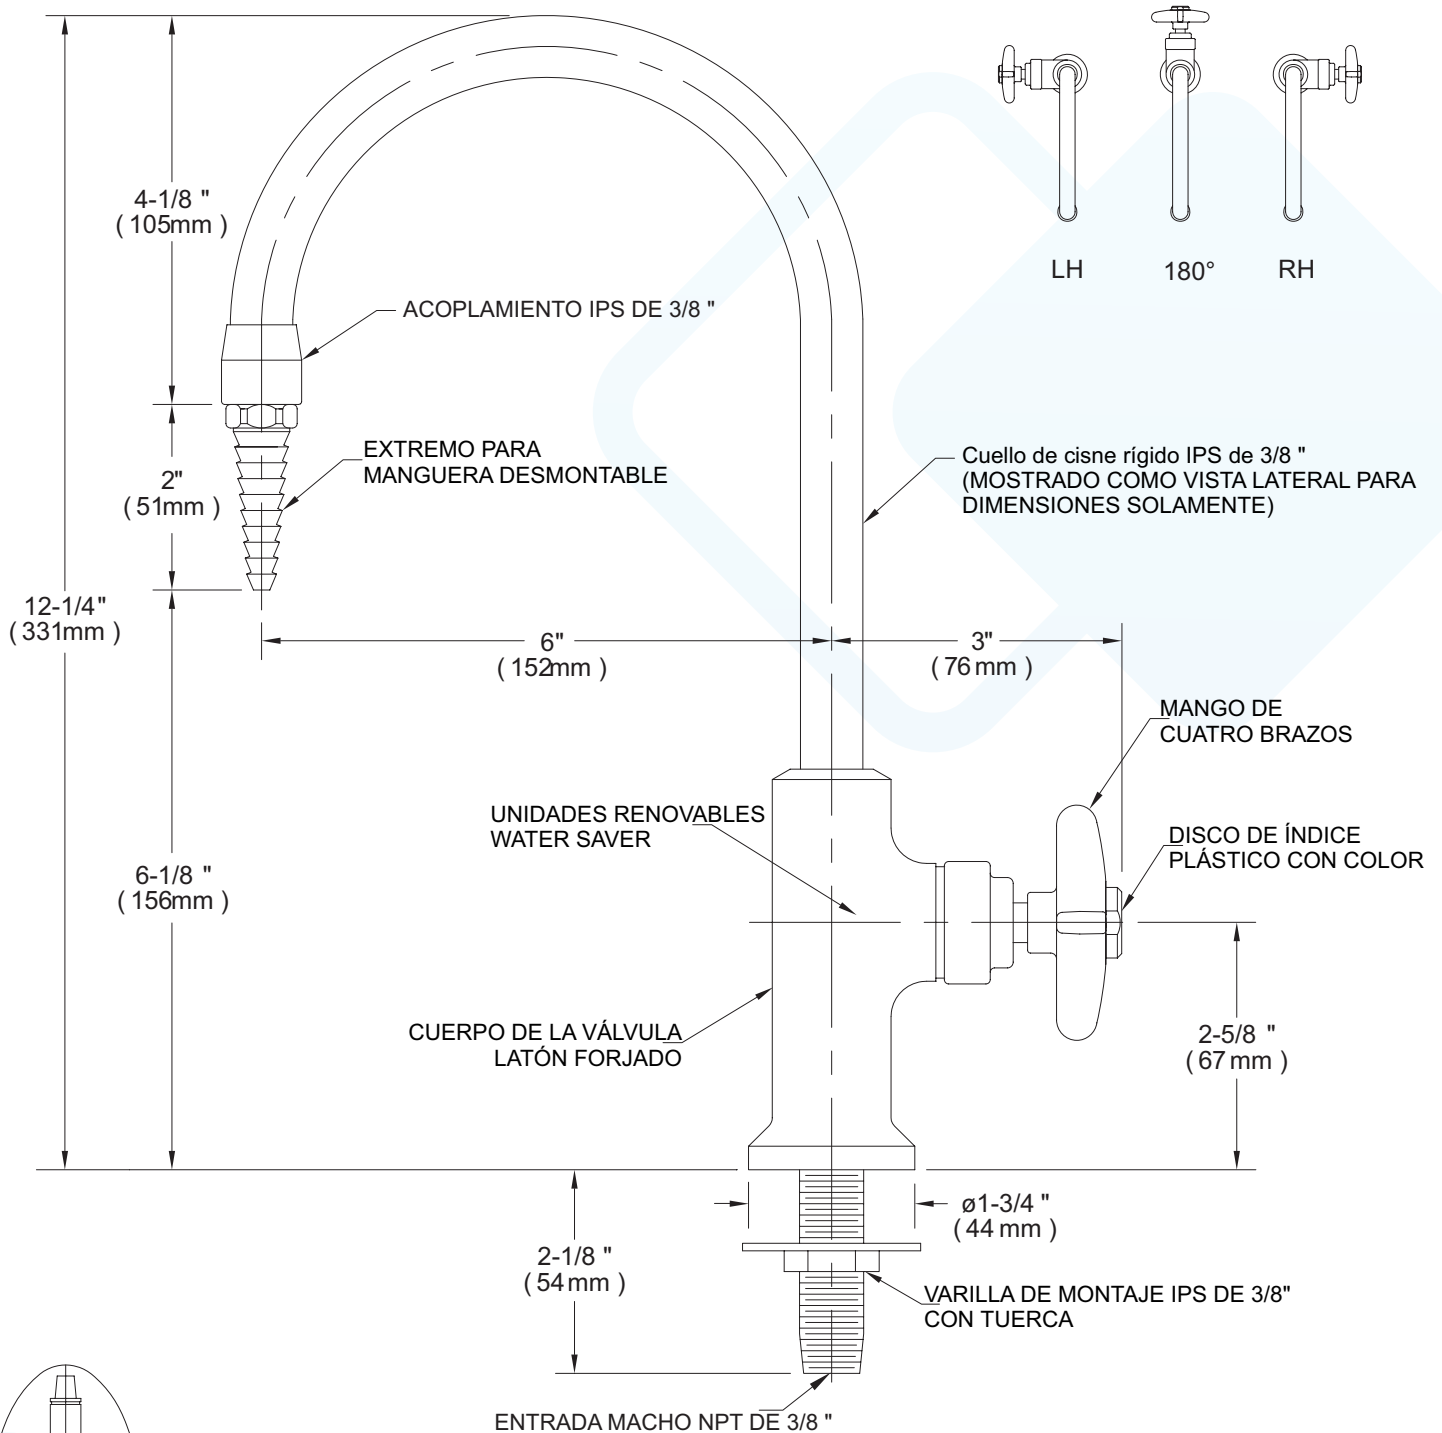 LH
180°
RH
4-1/8 "
( 105mm )
ACOPLAMIENTO IPS DE 3/8 "
EXTREMO PARA
MANGUERA DESMONTABLE
2"
( 51mm )
Cuello de cisne rígido IPS de 3/8 "
(MOSTRADO COMO VISTA LATERAL PARA
DIMENSIONES SOLAMENTE)
12-1/4"
( 331mm )
6"
( 152mm )
3"
( 76 mm )
MANGO DE
CUATRO BRAZOS
UNIDADES RENOVABLES
WATER SAVER
DISCO DE ÍNDICE
PLÁSTICO CON COLOR
6-1/8 "
( 156mm )
CUERPO DE LA VÁLVULA
LATÓN FORJADO
2-5/8 "
( 67 mm )
ø1-3/4 "
( 44 mm )
2-1/8 "
( 54 mm )
VARILLA DE MONTAJE IPS DE 3/8"
CON TUERCA
ENTRADA MACHO NPT DE 3/8 "